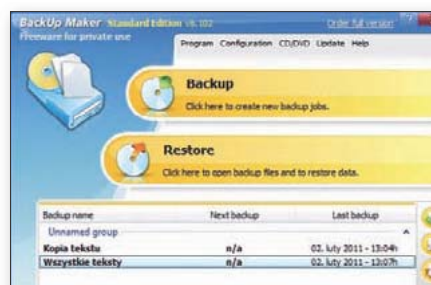 BackUp Maker Standard Edition v6.102 Order full version ?
Freeware for private use
Program Configuration CD/DVD Update Help
Backup
Click here to create new backup jobs.
Restore
Click here to open backup files and to restore data.
Backup name Next backup Last backup
Unnamed group
Kopia tekstu n/a 02. luty 2011 - 13:04h
Wszystkie teksty n/a 02. luty 2011 - 13:07h